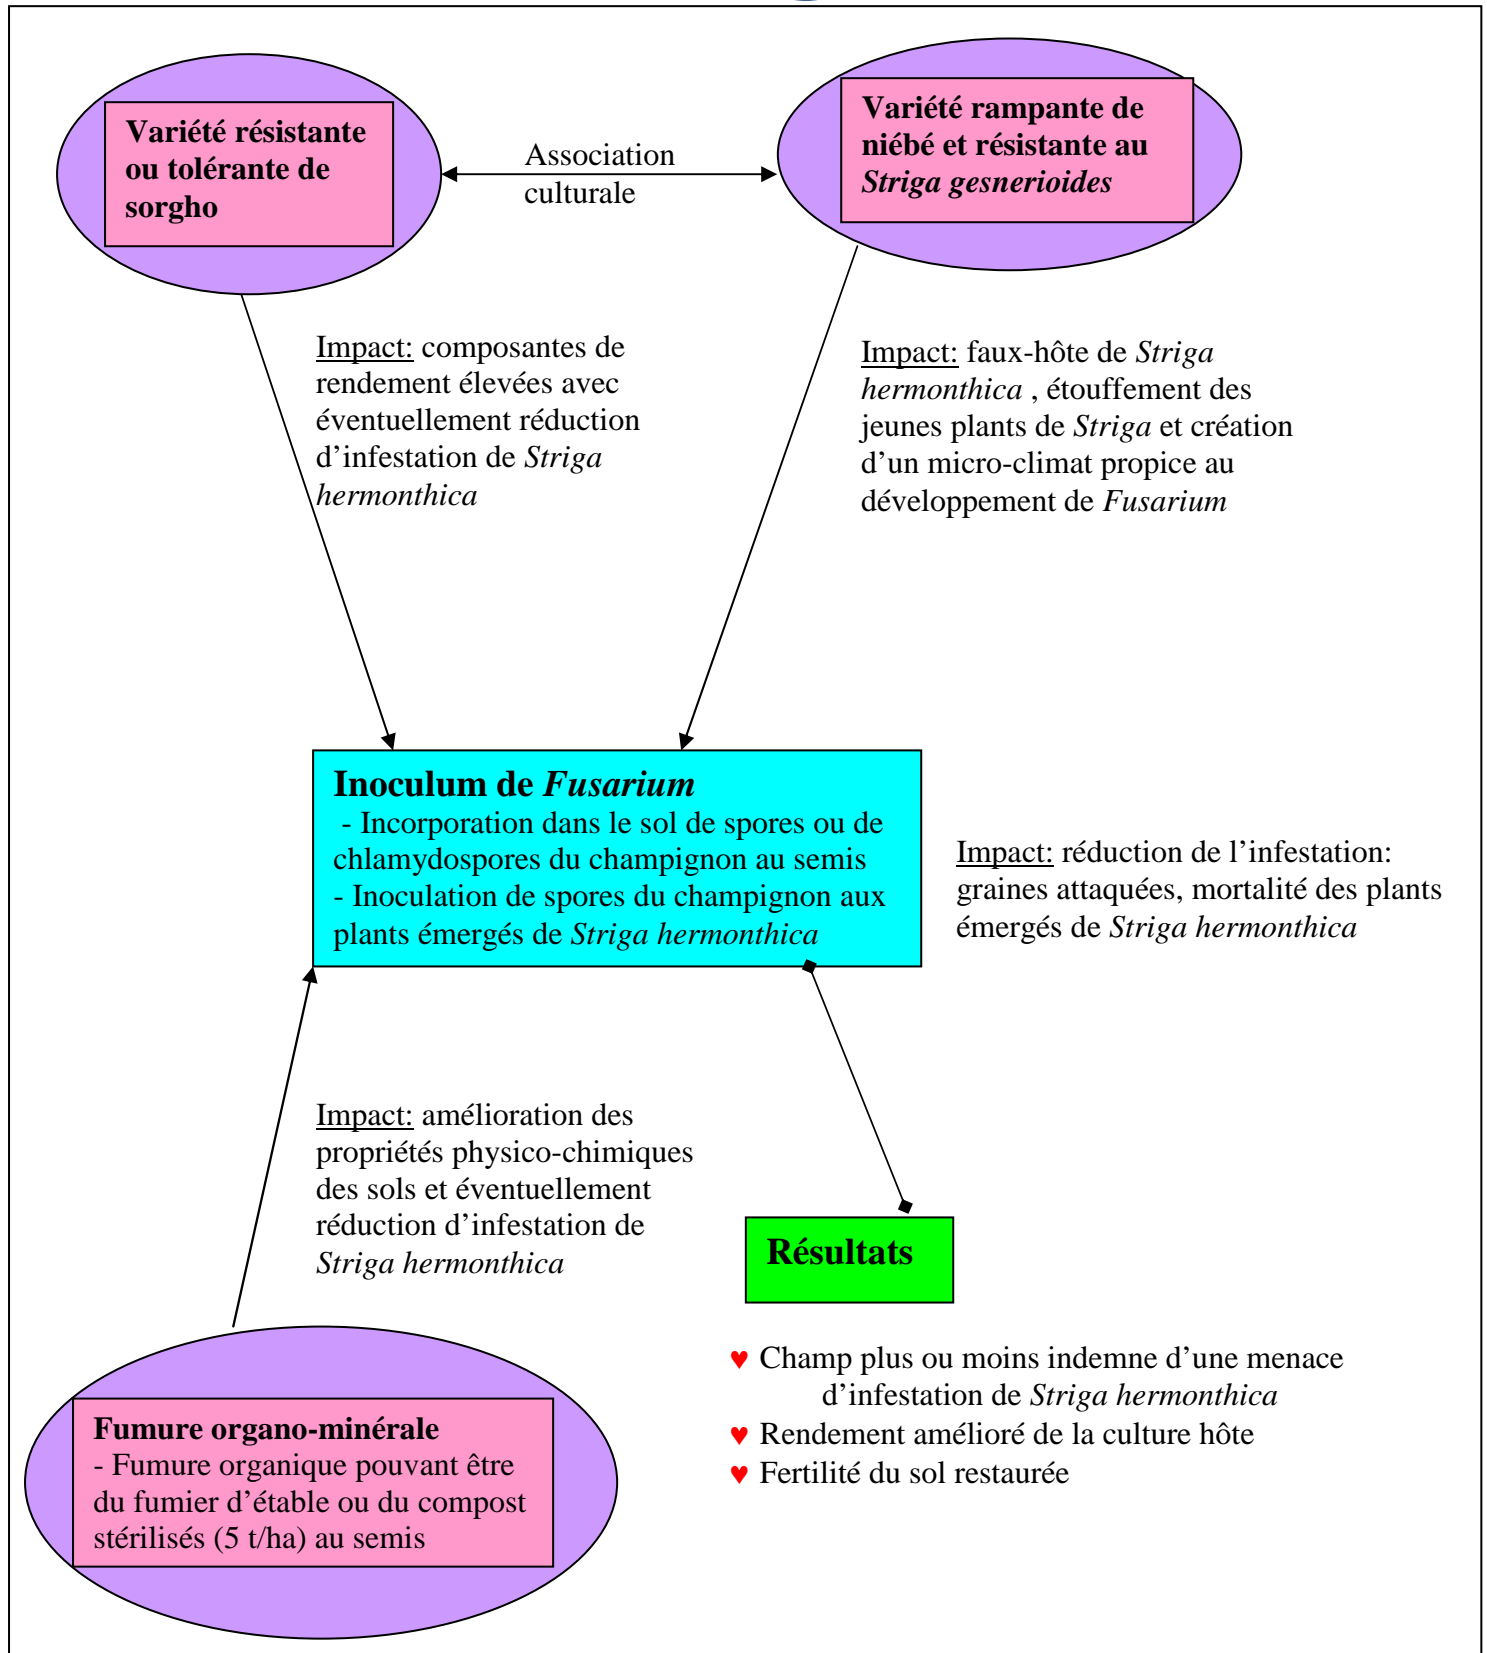 Variété résistante
ou tolérante de
sorgho
Association
culturale
Variété rampante de
niébé et résistante au
Striga gesnerioides
Impact: composantes de
rendement élevées avec
éventuellement réduction
d’infestation de Striga
hermonthica
Impact: faux-hôte de Striga
hermonthica , étouffement des
jeunes plants de Striga et création
d’un micro-climat propice au
développement de Fusarium
Inoculum de Fusarium
- Incorporation dans le sol de spores ou de
chlamydospores du champignon au semis
- Inoculation de spores du champignon aux
plants émergés de Striga hermonthica
Impact: réduction de l’infestation:
graines attaquées, mortalité des plants
émergés de Striga hermonthica
Impact: amélioration des
propriétés physico-chimiques
des sols et éventuellement
réduction d’infestation de
Striga hermonthica
Résultats
♥ Champ plus ou moins indemne d’une menace
d’infestation de Striga hermonthica
♥ Rendement amélioré de la culture hôte
♥ Fertilité du sol restaurée
Fumure organo-minérale
- Fumure organique pouvant être
du fumier d’étable ou du compost
stérilisés (5 t/ha) au semis